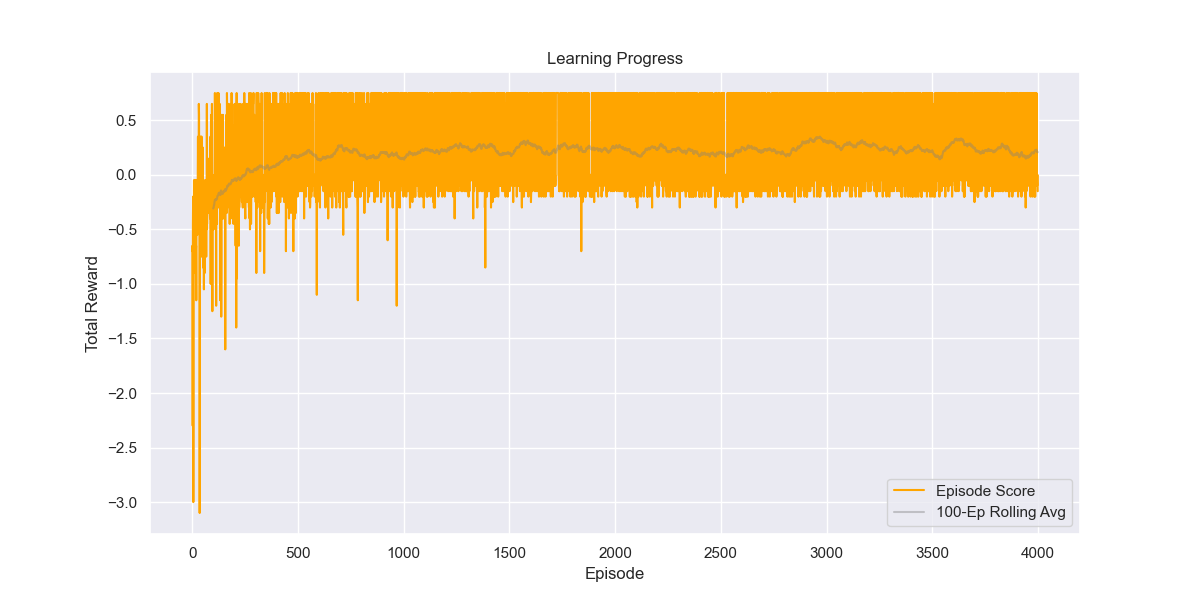 Learning Progress
0.5
0.0
−0.5
−1.0
−1.5
−2.0
−2.5
−3.0
Total Reward
Episode Score
100-Ep Rolling Avg
0 500 1000 1500 2000 2500 3000 3500 4000
Episode